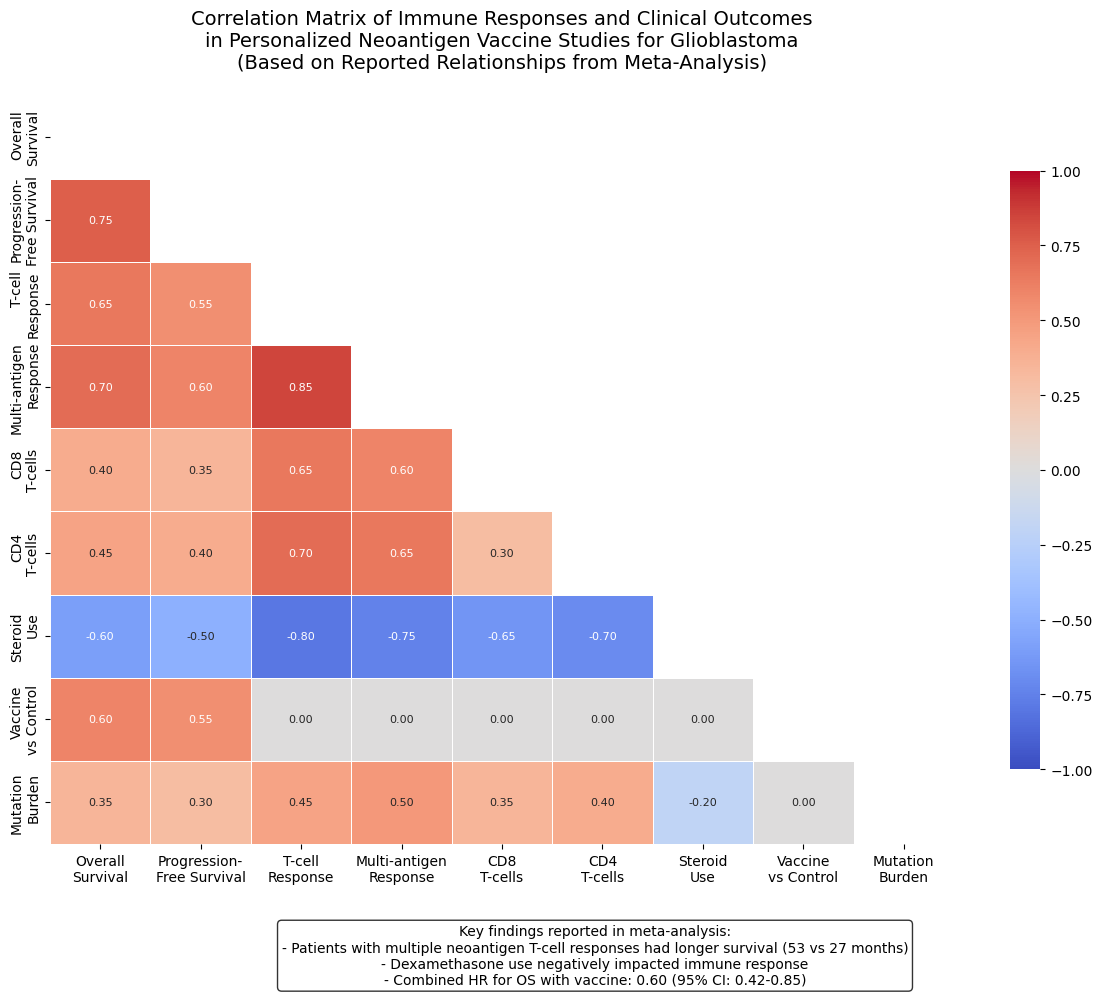 Correlation Matrix of Immune Responses and Clinical Outcomes
in Personalized Neoantigen Vaccine Studies for Glioblastoma
(Based on Reported Relationships from Meta-Analysis)
Overall
Survival
Progression-
Free Survival
0.75
T-cell
Response
0.65 0.55
Multi-antigen
Response
0.70 0.60 0.85
CD8
T-cells
0.40 0.35 0.65 0.60
CD4
T-cells
0.45 0.40 0.70 0.65 0.30
Steroid
Use
-0.60 -0.50 -0.80 -0.75 -0.65 -0.70
Vaccine
vs Control
0.60 0.55 0.00 0.00 0.00 0.00 0.00
Mutation
Burden
0.35 0.30 0.45 0.50 0.35 0.40 -0.20 0.00
Overall
Survival
Progression-
Free Survival
T-cell
Response
Multi-antigen
Response
CD8
T-cells
CD4
T-cells
Steroid
Use
Vaccine
vs Control
Mutation
Burden
1.00
0.75
0.50
0.25
0.00
−0.25
−0.50
−0.75
−1.00
Key findings reported in meta-analysis:
- Patients with multiple neoantigen T-cell responses had longer survival (53 vs 27 months)
- Dexamethasone use negatively impacted immune response
- Combined HR for OS with vaccine: 0.60 (95% CI: 0.42-0.85)